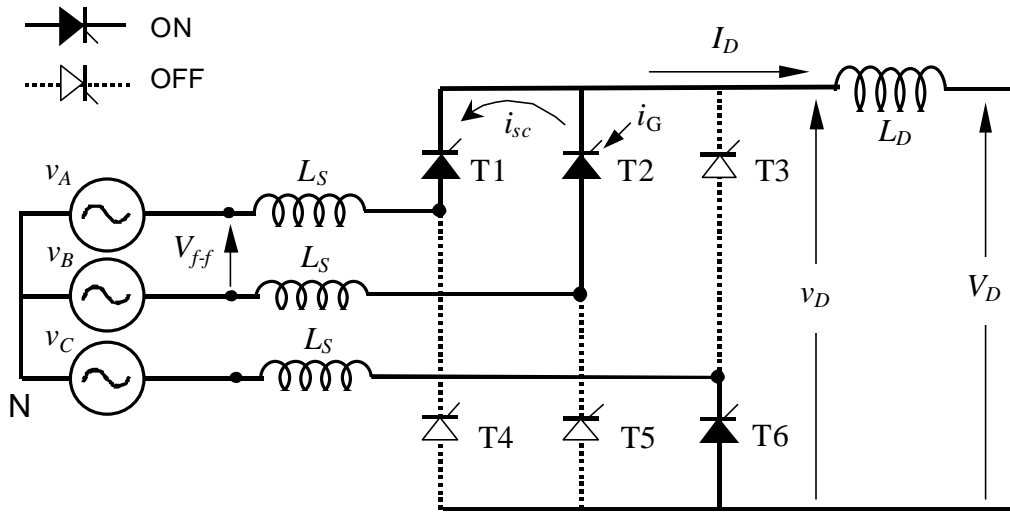 ON
OFF
I_D
i_sc
i_G
L_D
T1
T2
T3
v_A
L_S
V_f-f
v_B
L_S
v_D
V_D
v_C
L_S
N
T4
T5
T6